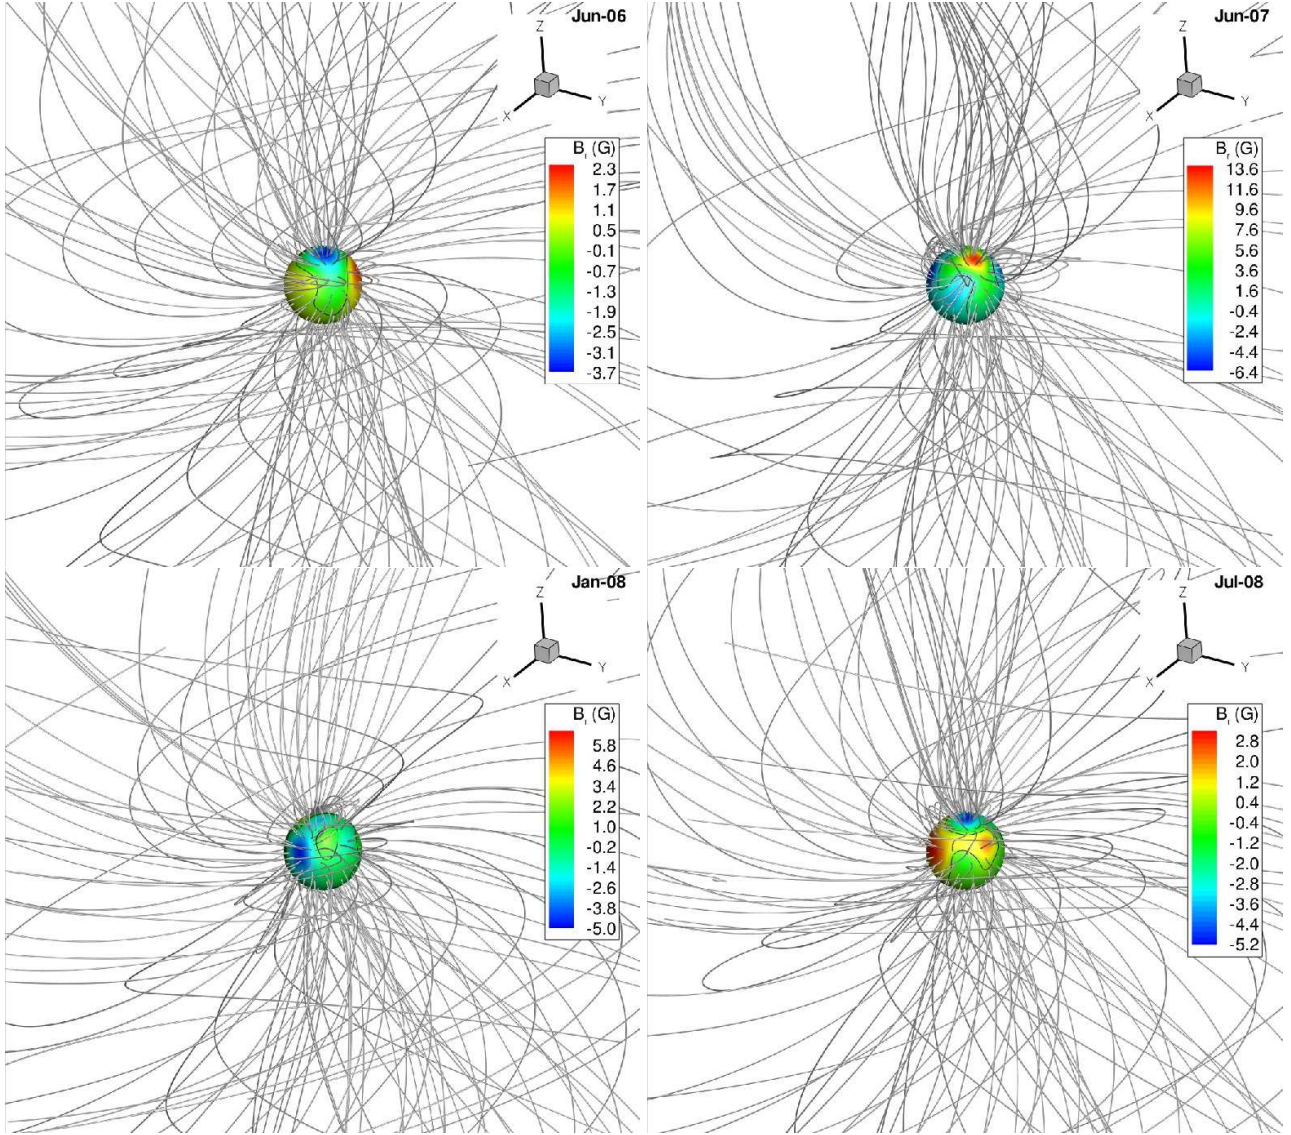 Jun-06
Z
X
Y
B_r (G)
2.3
1.7
1.1
0.5
-0.1
-0.7
-1.3
-1.9
-2.5
-3.1
-3.7
Jun-07
Z
X
Y
B_r (G)
13.6
11.6
9.6
7.6
5.6
3.6
1.6
-0.4
-2.4
-4.4
-6.4
Jan-08
Z
X
Y
B_r (G)
5.8
4.6
3.4
2.2
1.0
-0.2
-1.4
-2.6
-3.8
-5.0
Jul-08
Z
X
Y
B_r (G)
2.8
2.0
1.2
0.4
-0.4
-1.2
-2.0
-2.8
-3.6
-4.4
-5.2